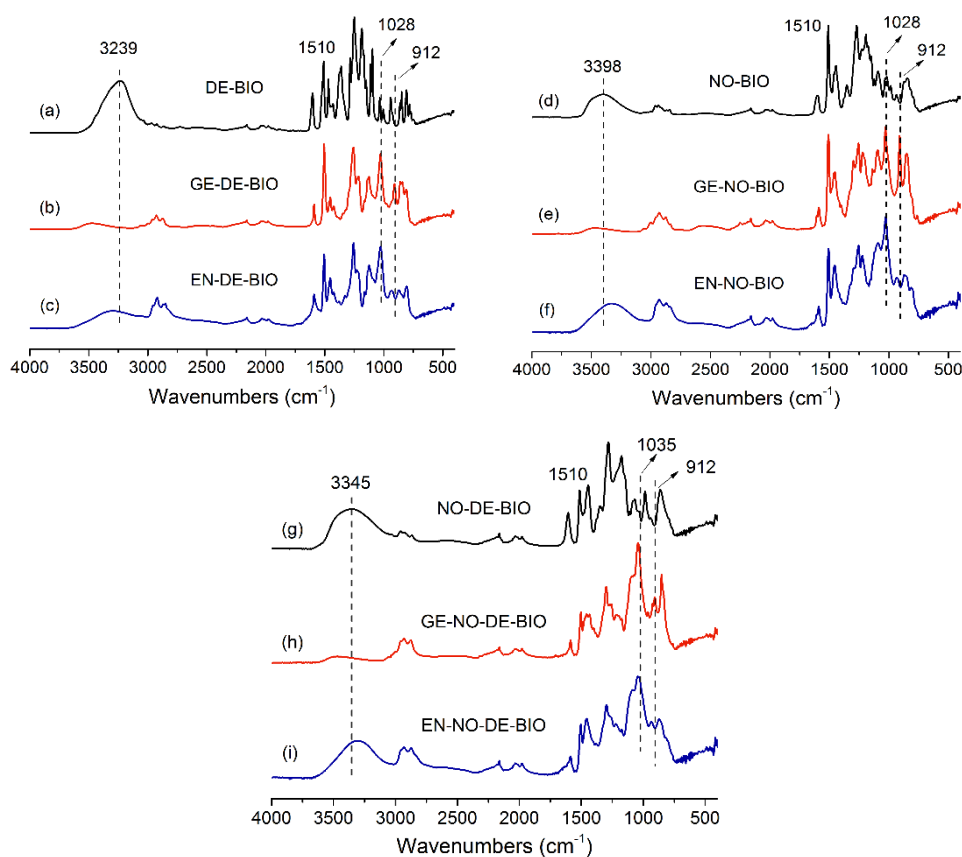 1028
1510
912
3239
DE-BIO
(a)
GE-DE-BIO
(b)
EN-DE-BIO
(c)
4000 3500 3000 2500 2000 1500 1000 500
Wavenumbers (cm⁻¹)
1510
1028
912
3398
NO-BIO
(d)
GE-NO-BIO
(e)
EN-NO-BIO
(f)
4000 3500 3000 2500 2000 1500 1000 500
Wavenumbers (cm⁻¹)
1035
1510
912
3345
NO-DE-BIO
(g)
GE-NO-DE-BIO
(h)
EN-NO-DE-BIO
(i)
4000 3500 3000 2500 2000 1500 1000 500
Wavenumbers (cm⁻¹)